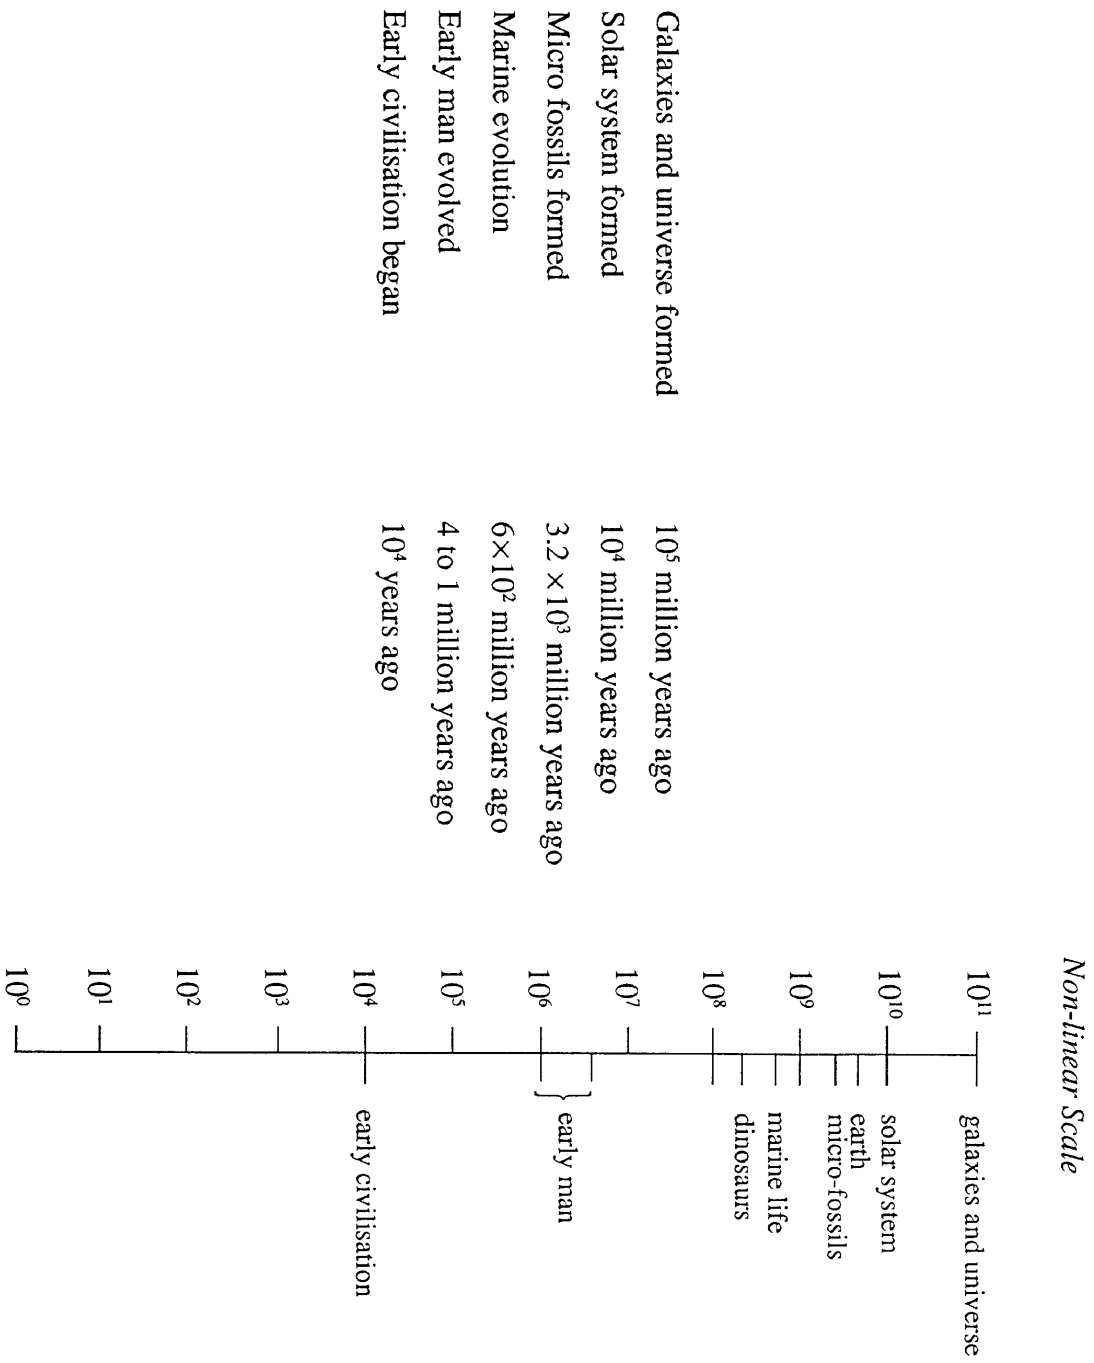 Non-linear Scale
Galaxies and universe formed 10⁵ million years ago
Solar system formed 10⁴ million years ago
Micro fossils formed 3.2 ×10³ million years ago
Marine evolution 6×10² million years ago
Early man evolved 4 to 1 million years ago
Early civilisation began 10⁴ years ago
10¹¹ galaxies and universe
10¹⁰ solar system
earth
micro-fossils
10⁹
marine life
dinosaurs
10⁸
10⁷
early man
10⁶
10⁵
10⁴ early civilisation
10³
10²
10¹
10⁰